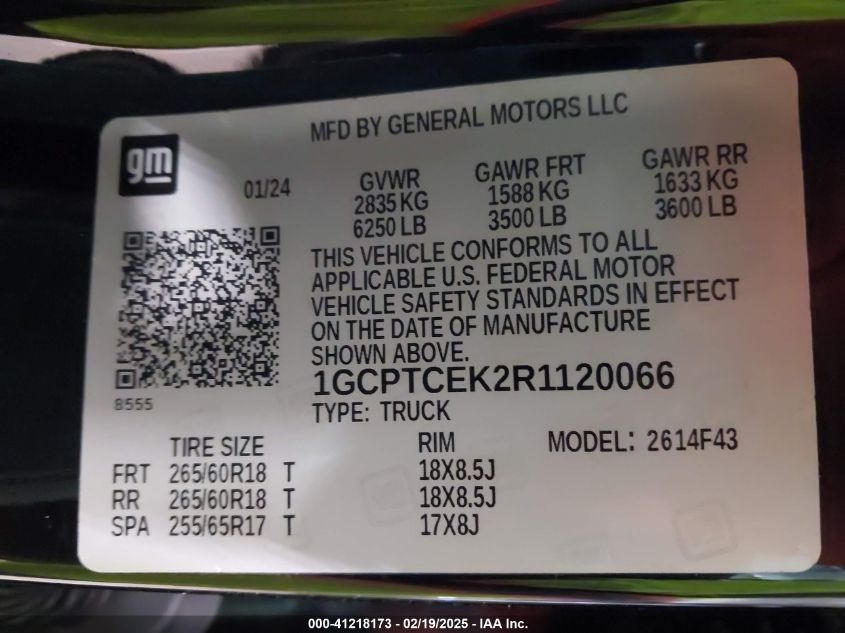 MFD BY GENERAL MOTORS LLC
gm
01/24
GVWR GAWR FRT GAWR RR
2835 KG 1588 KG 1633 KG
6250 LB 3500 LB 3600 LB
THIS VEHICLE CONFORMS TO ALL
APPLICABLE U.S. FEDERAL MOTOR
VEHICLE SAFETY STANDARDS IN EFFECT
ON THE DATE OF MANUFACTURE
SHOWN ABOVE.
1GCPTCEK2R1120066
8555
TYPE: TRUCK
TIRE SIZE RIM MODEL: 2614F43
FRT 265/60R18 T 18X8.5J
RR 265/60R18 T 18X8.5J
SPA 255/65R17 T 17X8J
000-41218173 - 02/19/2025 - IAA Inc.